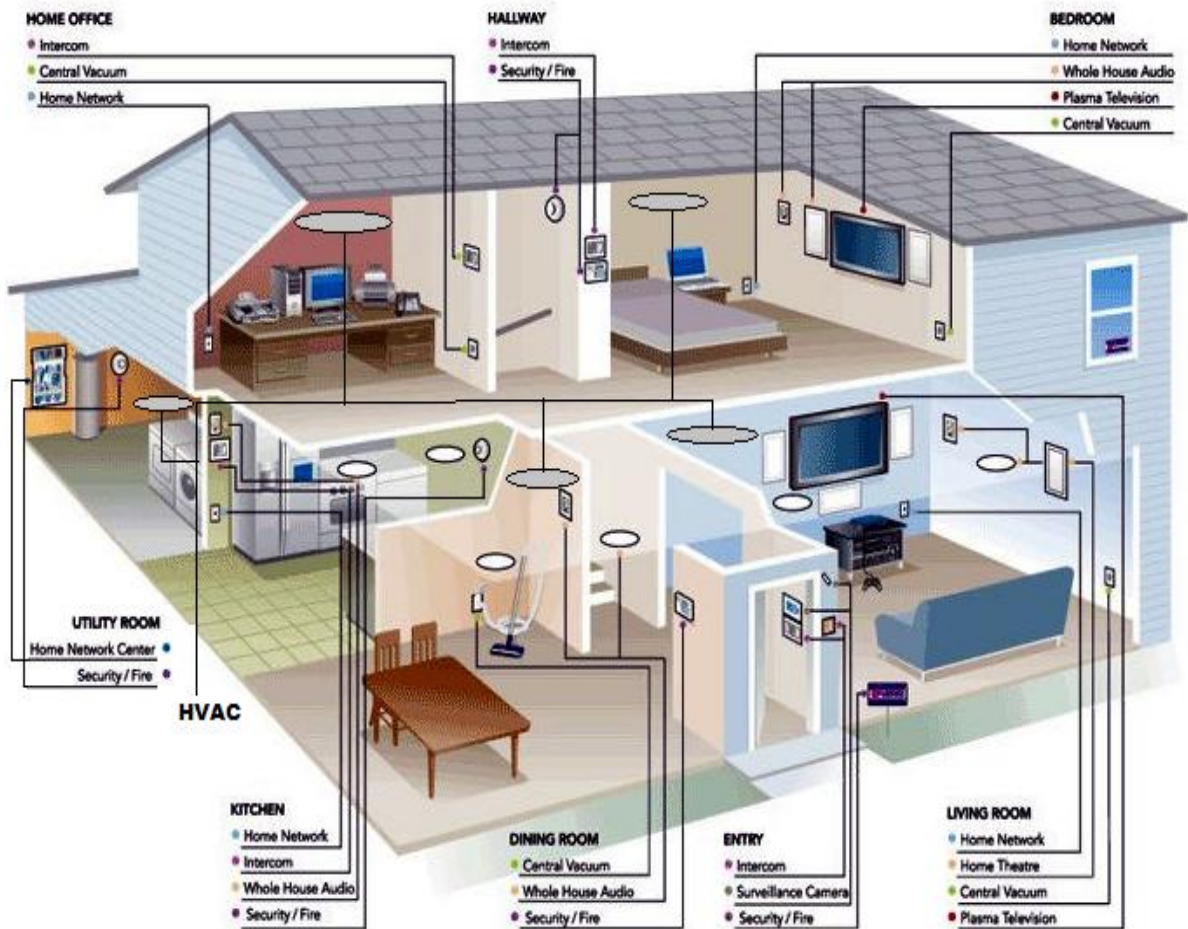 HOME OFFICE
Intercom
Central Vacuum
Home Network
HALLWAY
Intercom
Security / Fire
BEDROOM
Home Network
Whole House Audio
Plasma Television
Central Vacuum
UTILITY ROOM
Home Network Center
Security / Fire
HVAC
KITCHEN
Home Network
Intercom
Whole House Audio
Security / Fire
DINING ROOM
Central Vacuum
Whole House Audio
Security / Fire
ENTRY
Intercom
Surveillance Camera
Security / Fire
LIVING ROOM
Home Network
Home Theatre
Central Vacuum
Plasma Television